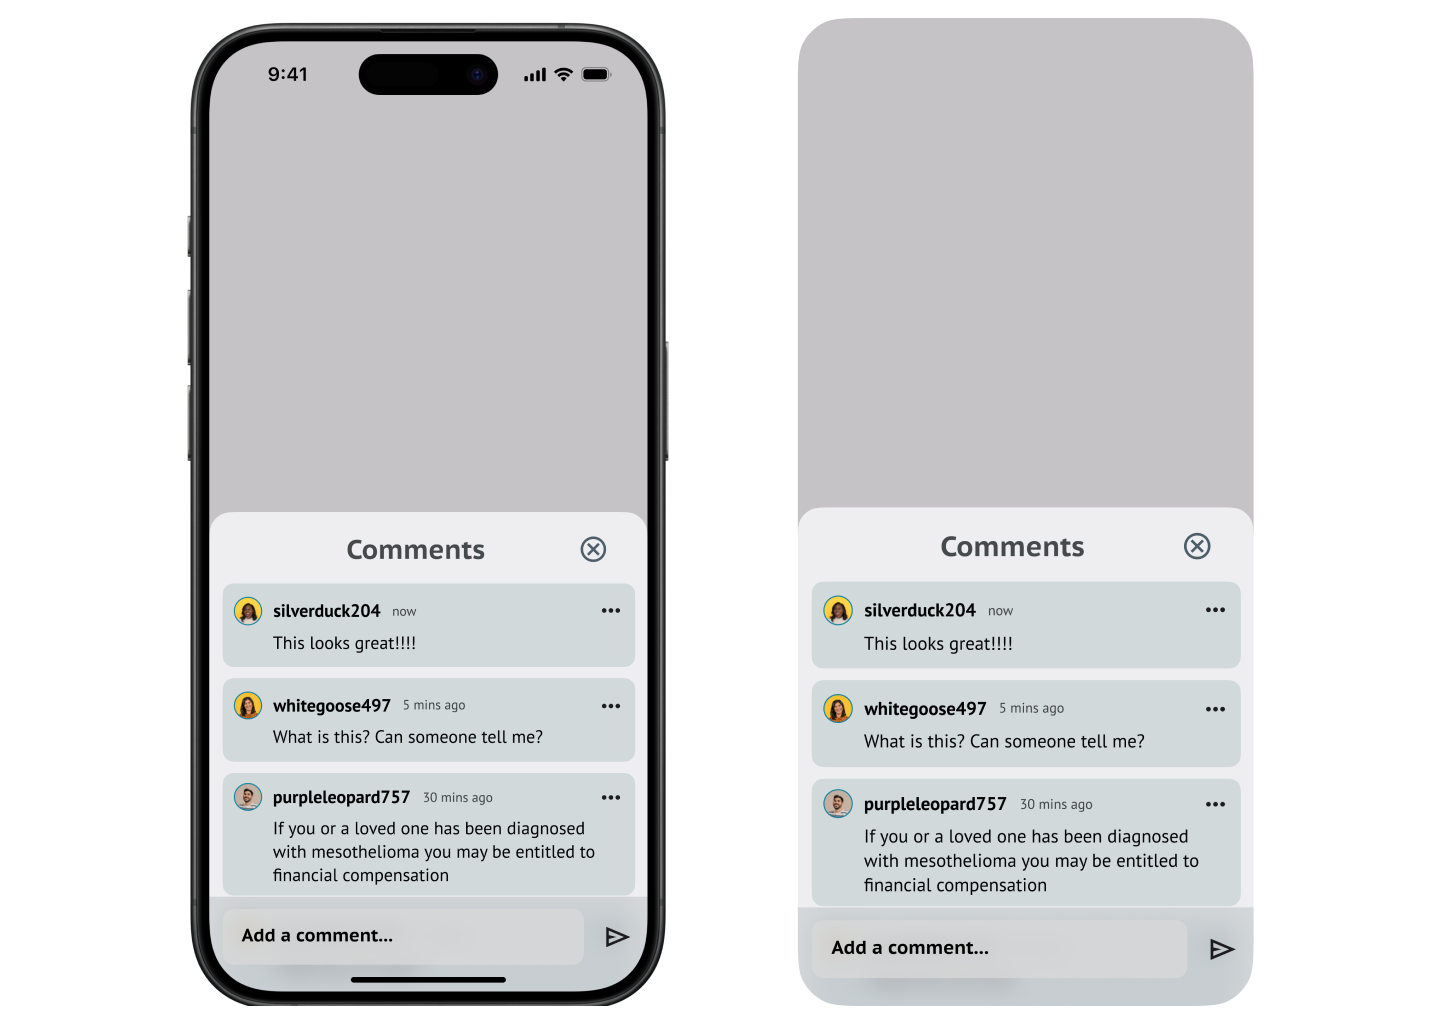 9:41
Comments
silverduck204 now
This looks great!!!!
whitegoose497 5 mins ago
What is this? Can someone tell me?
purpleleopard757 30 mins ago
If you or a loved one has been diagnosed
with mesothelioma you may be entitled to
financial compensation
Add a comment...
Comments
silverduck204 now
This looks great!!!!
whitegoose497 5 mins ago
What is this? Can someone tell me?
purpleleopard757 30 mins ago
If you or a loved one has been diagnosed
with mesothelioma you may be entitled to
financial compensation
Add a comment...